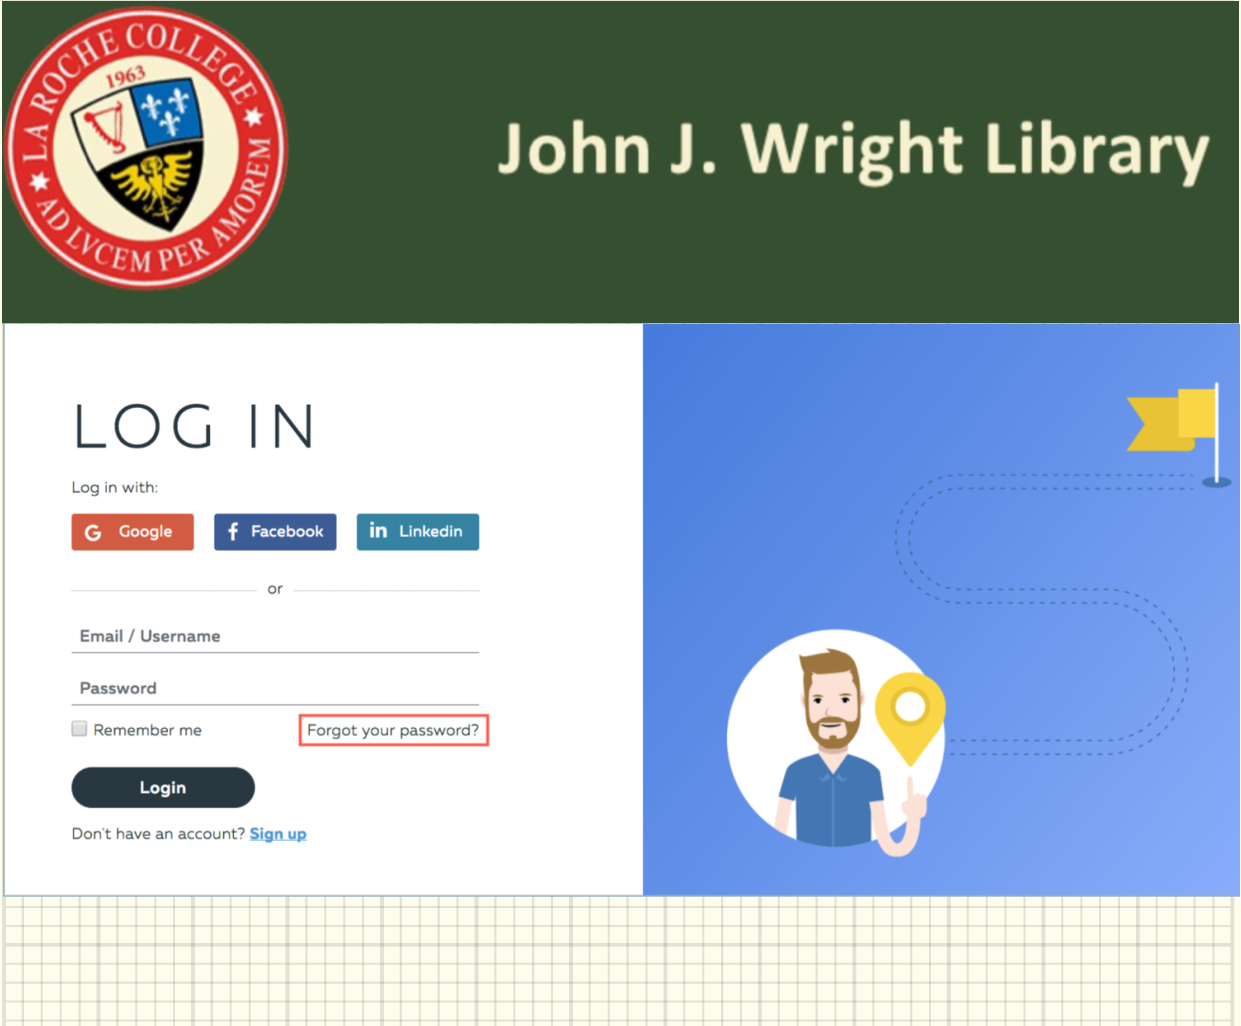 LA ROCHE COLLEGE
1963
AD LVCEM PER AMOREM
John J. Wright Library
LOG IN
Log in with:
G Google f Facebook in Linkedin
or
Email / Username
Password
Remember me Forgot your password?
Login
Don't have an account? Sign up